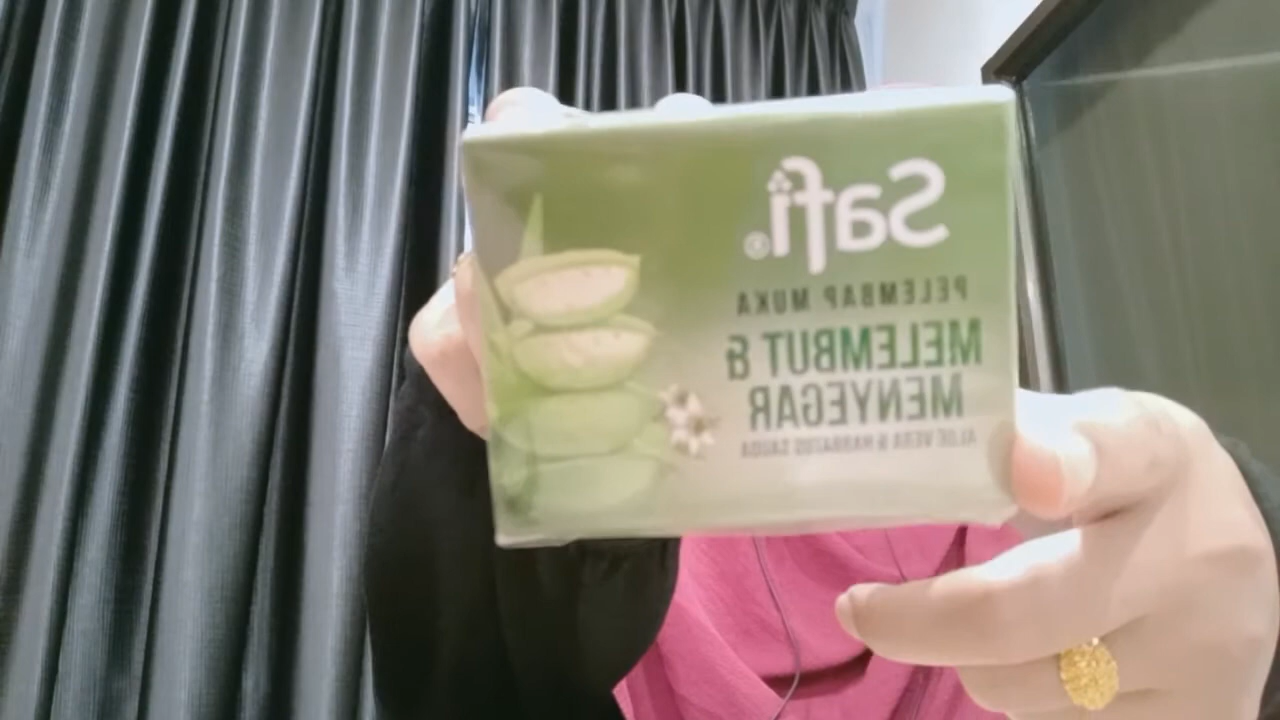 Safi®
PELEMBAP MUKA
MELEMBUT &
MENYEGAR
ALOE VERA & HABBATUS SAUDA